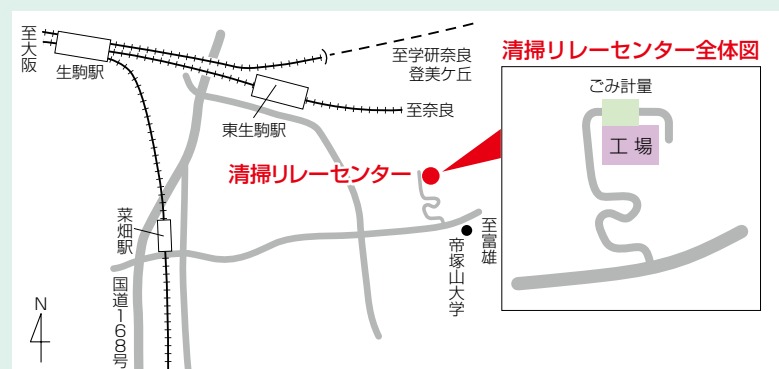 至大阪
生駒駅
至学研奈良
登美ケ丘
東生駒駅
至奈良
清掃リレーセンター
菜畑駅
国道168号
至富雄
帝塚山大学
N
清掃リレーセンター全体図
ごみ計量
工場